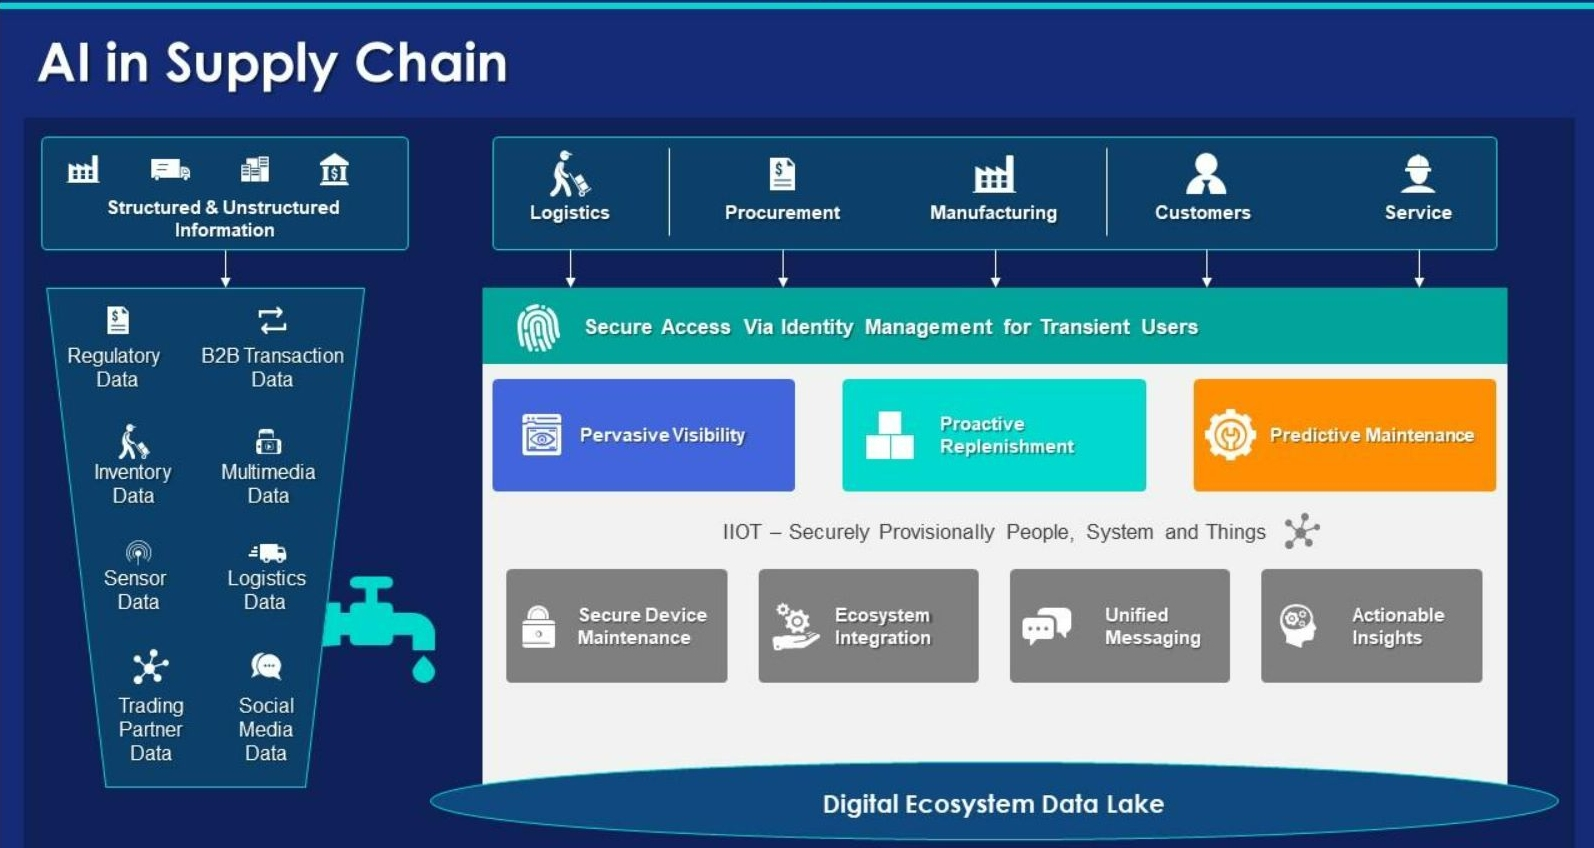 AI in Supply Chain
Structured & Unstructured
Information
Regulatory
Data
B2B Transaction
Data
Inventory
Data
Multimedia
Data
Sensor
Data
Logistics
Data
Trading
Partner
Data
Social
Media
Data
Logistics
Procurement
Manufacturing
Customers
Service
Secure Access Via Identity Management for Transient Users
Pervasive Visibility
Proactive
Replenishment
Predictive Maintenance
IIOT – Securely Provisionally People, System and Things
Secure Device
Maintenance
Ecosystem
Integration
Unified
Messaging
Actionable
Insights
Digital Ecosystem Data Lake